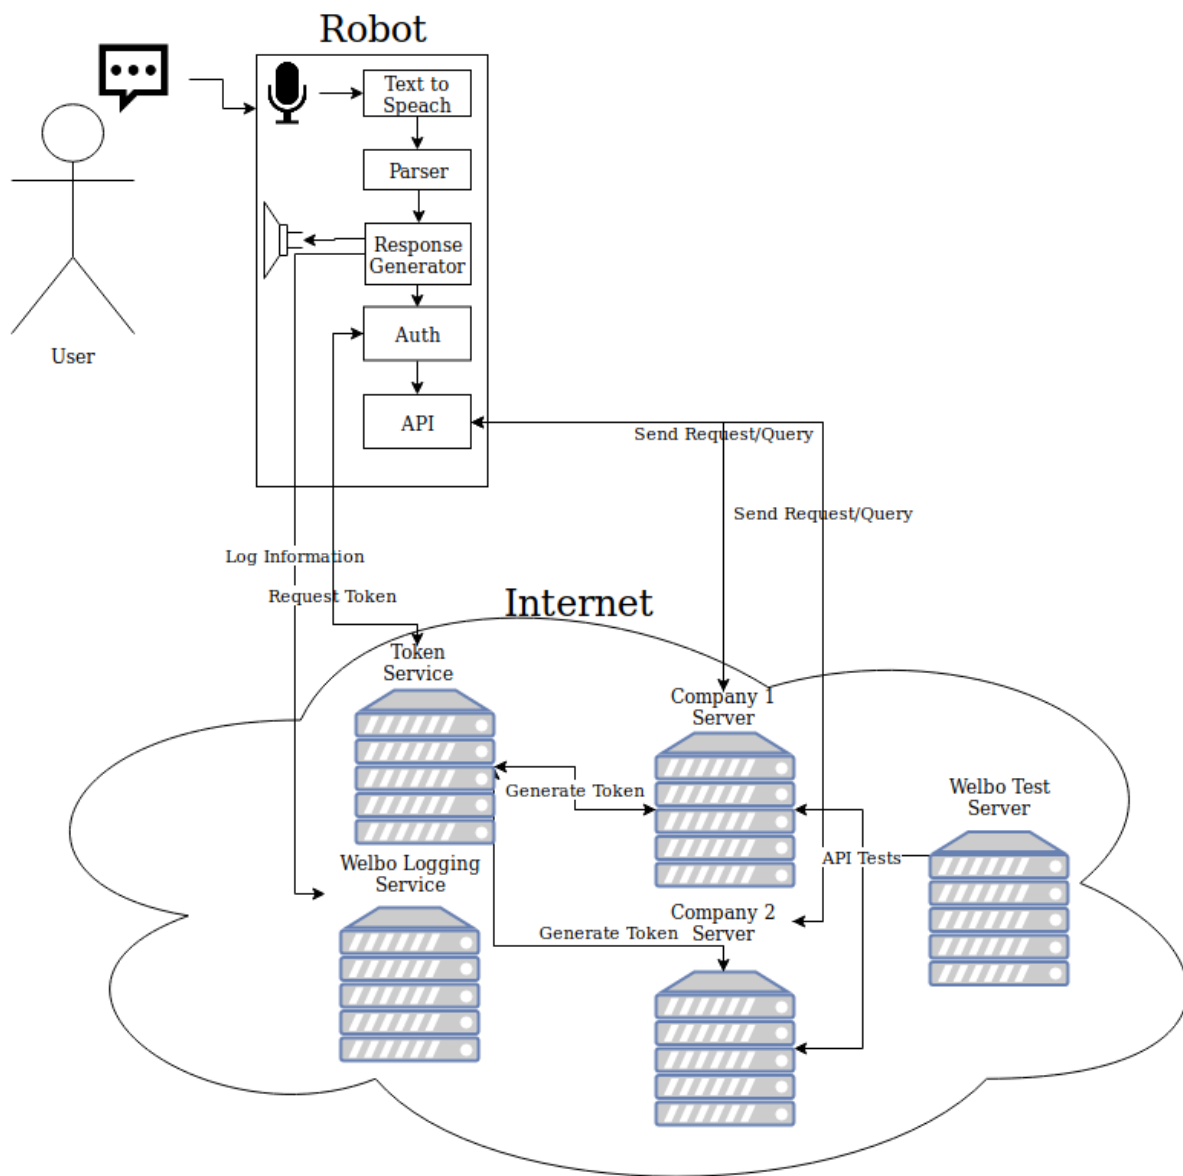 Robot
Text to
Speach
Parser
Response
Generator
Auth
API
User
Send Request/Query
Send Request/Query
Log Information
Request Token
Internet
Token
Service
Company 1
Server
Generate Token
Welbo Test
Server
API Tests
Welbo Logging
Service
Company 2
Server
Generate Token